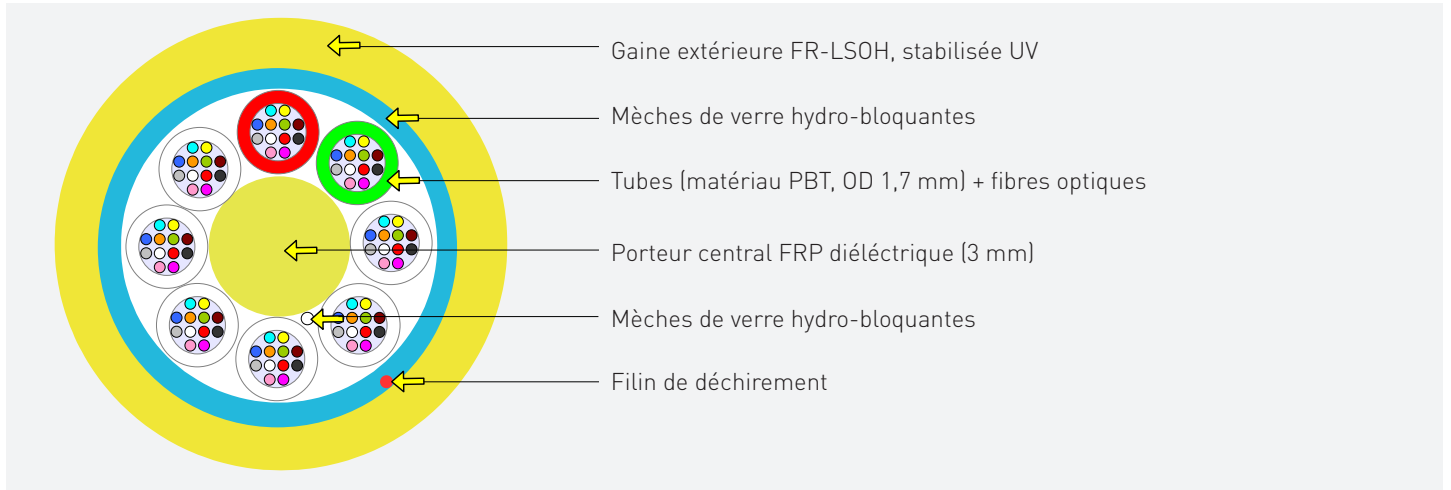 Gaine extérieure FR-LSOH, stabilisée UV
Mèches de verre hydro-bloquantes
Tubes (matériau PBT, OD 1,7 mm) + fibres optiques
Porteur central FRP diéléctrique (3 mm)
Mèches de verre hydro-bloquantes
Filin de déchirement